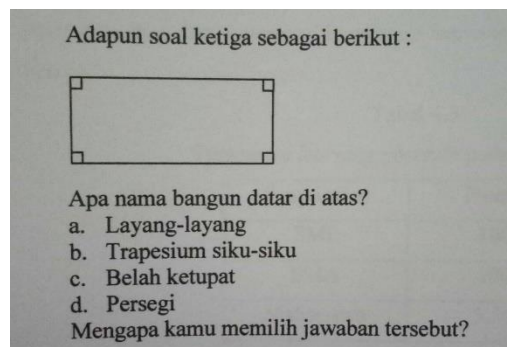 Adapun soal ketiga sebagai berikut :
Apa nama bangun datar di atas?
a. Layang-layang
b. Trapesium siku-siku
c. Belah ketupat
d. Persegi
Mengapa kamu memilih jawaban tersebut?